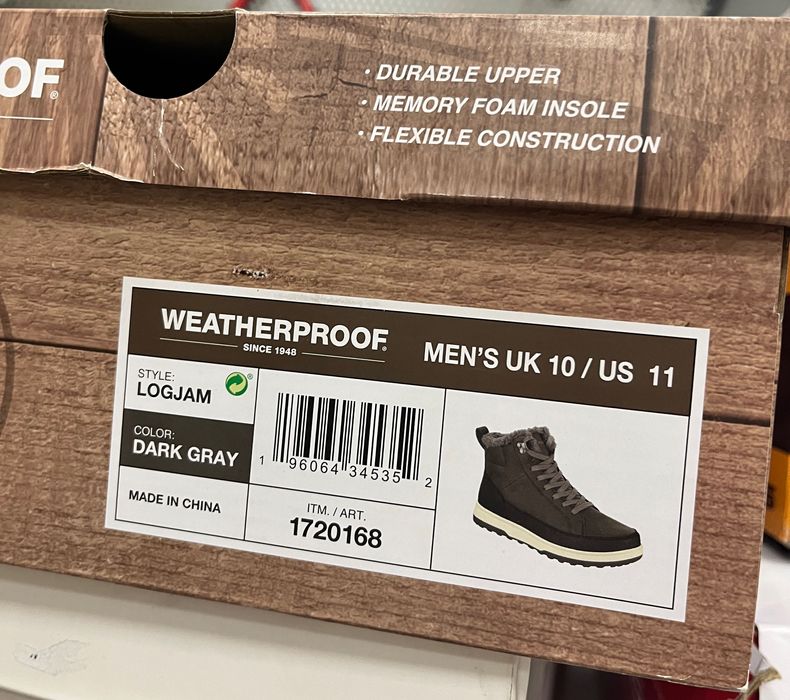 OF®
• DURABLE UPPER
• MEMORY FOAM INSOLE
• FLEXIBLE CONSTRUCTION
WEATHERPROOF®
SINCE 1948
MEN'S UK 10 / US 11
STYLE:
LOGJAM
COLOR:
DARK GRAY
MADE IN CHINA
1 96064 34535 2
ITM. / ART.
1720168